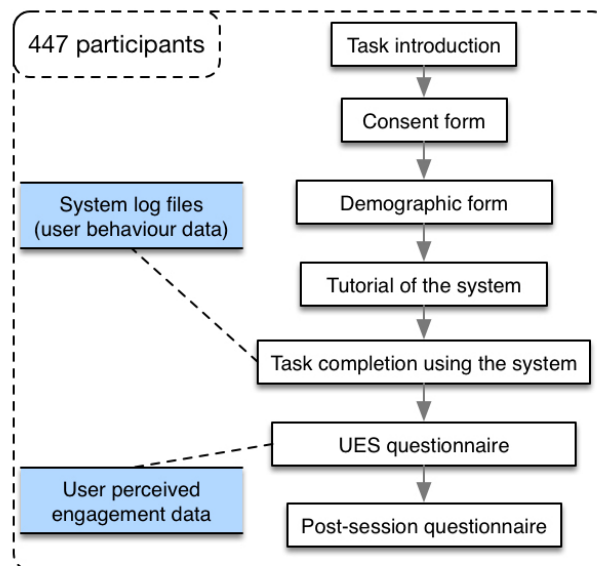 447 participants
Task introduction
Consent form
Demographic form
System log files
(user behaviour data)
Tutorial of the system
Task completion using the system
UES questionnaire
User perceived
engagement data
Post-session questionnaire